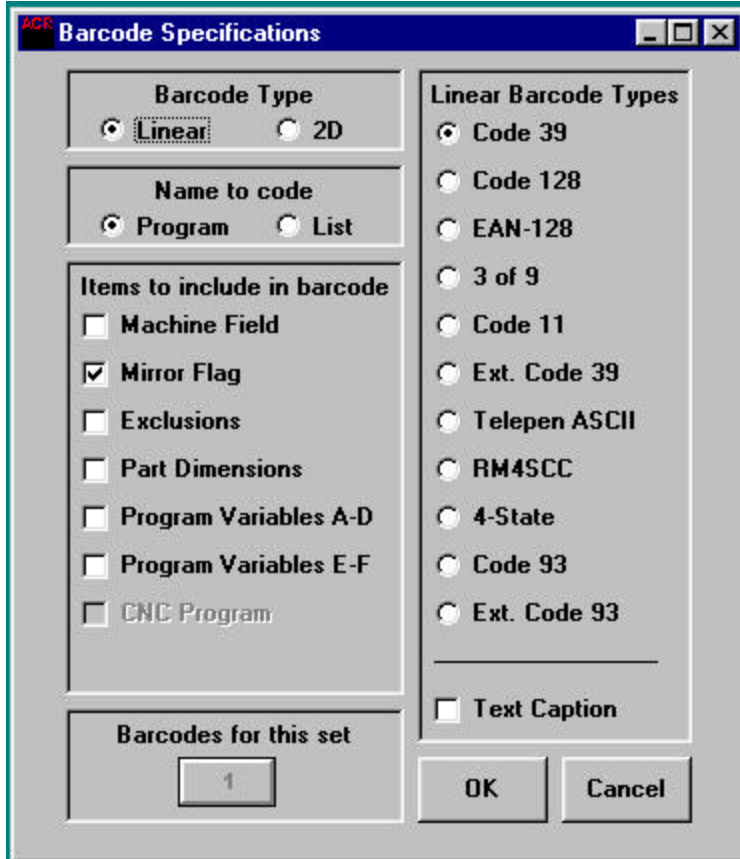 ACR Barcode Specifications
Barcode Type
Linear 2D
Name to code
Program List
Items to include in barcode
Machine Field
Mirror Flag
Exclusions
Part Dimensions
Program Variables A-D
Program Variables E-F
CNC Program
Barcodes for this set
1
Linear Barcode Types
Code 39
Code 128
EAN-128
3 of 9
Code 11
Ext. Code 39
Telepen ASCII
RM4SCC
4-State
Code 93
Ext. Code 93
Text Caption
OK Cancel